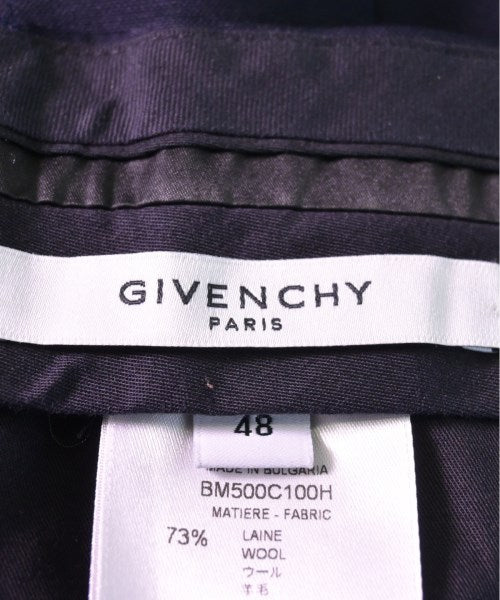 GIVENCHY
PARIS
48
MADE IN BULGARIA
BM500C100H
MATIERE - FABRIC
73% LAINE
WOOL
ウール
羊毛